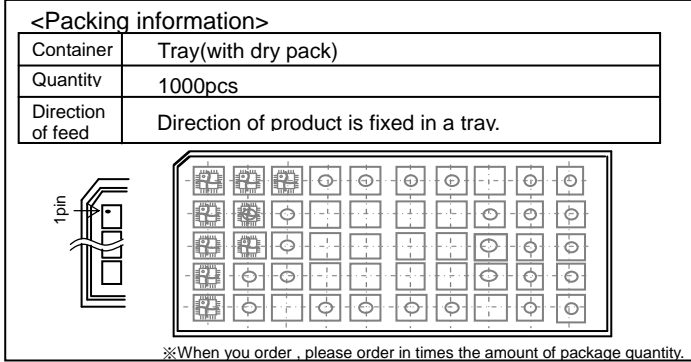 <Packing information>
Container Tray(with dry pack)
Quantity 1000pcs
Direction of feed Direction of product is fixed in a tray.
1pin
※When you order , please order in times the amount of package quantity.